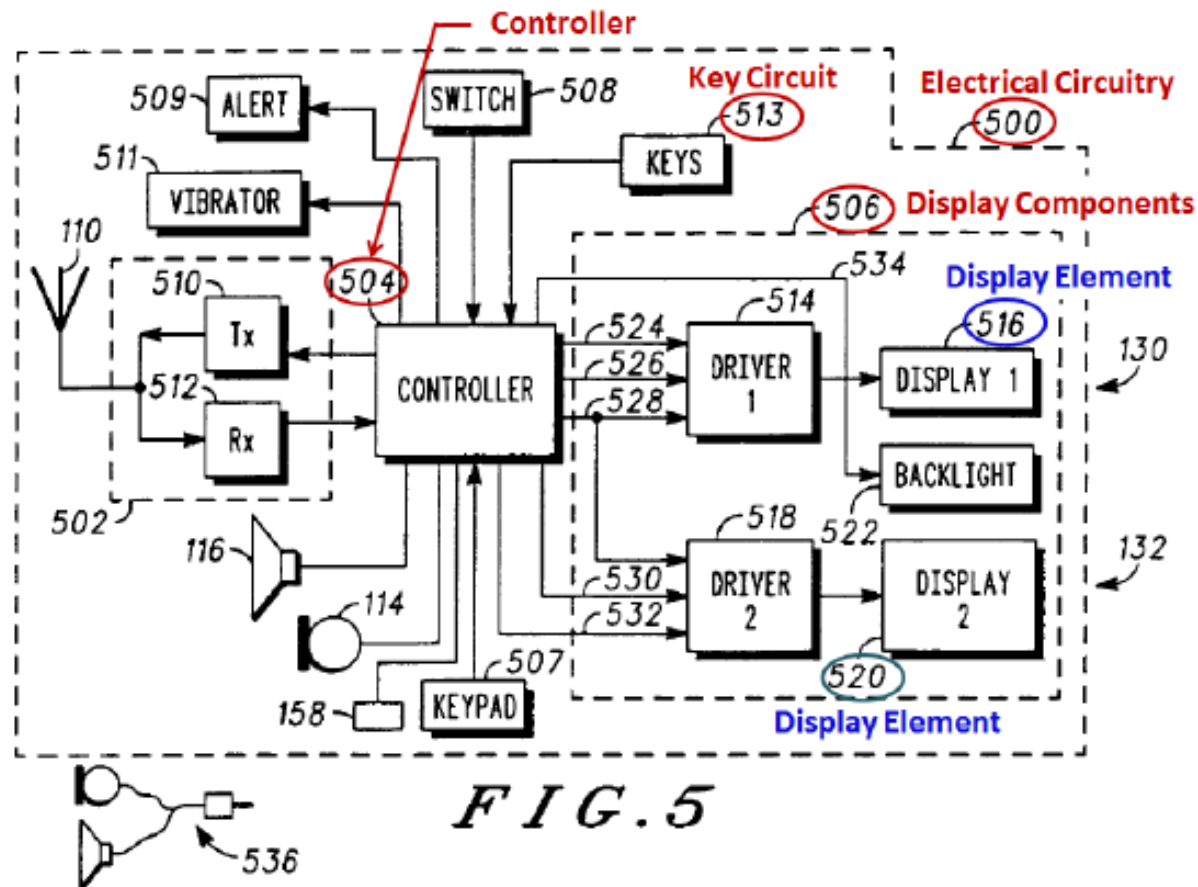 Controller
Key Circuit
Electrical Circuitry
509
ALERT
SWITCH
508
513
500
511
VIBRATOR
KEYS
506
Display Components
110
510
504
534
Display Element
514
516
Tx
524
DRIVER
1
DISPLAY 1
130
512
CONTROLLER
526
528
Rx
BACKLIGHT
502
518
522
116
132
530
DRIVER
2
DISPLAY
2
114
532
507
520
158
KEYPAD
Display Element
FIG.5
536